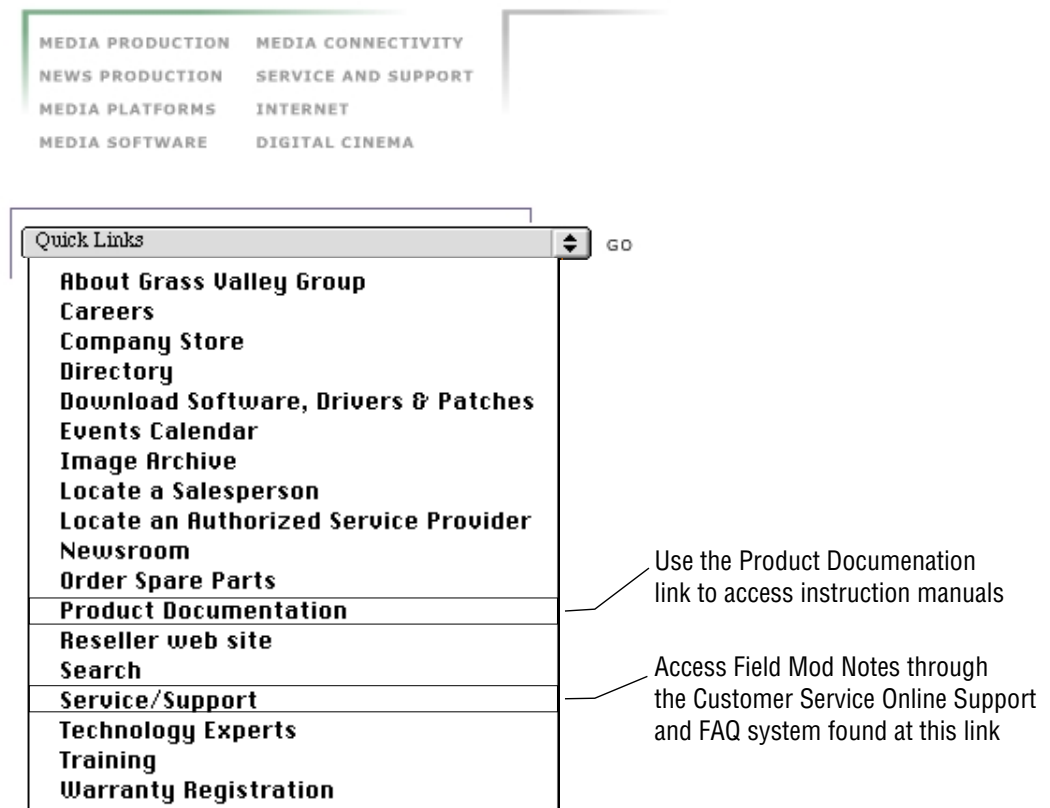 MEDIA PRODUCTION MEDIA CONNECTIVITY
NEWS PRODUCTION SERVICE AND SUPPORT
MEDIA PLATFORMS INTERNET
MEDIA SOFTWARE DIGITAL CINEMA
Quick Links GO
About Grass Valley Group
Careers
Company Store
Directory
Download Software, Drivers & Patches
Events Calendar
Image Archive
Locate a Salesperson
Locate an Authorized Service Provider
Newsroom
Order Spare Parts
Product Documentation
Reseller web site
Search
Service/Support
Technology Experts
Training
Warranty Registration
Use the Product Documenation
link to access instruction manuals
Access Field Mod Notes through
the Customer Service Online Support
and FAQ system found at this link